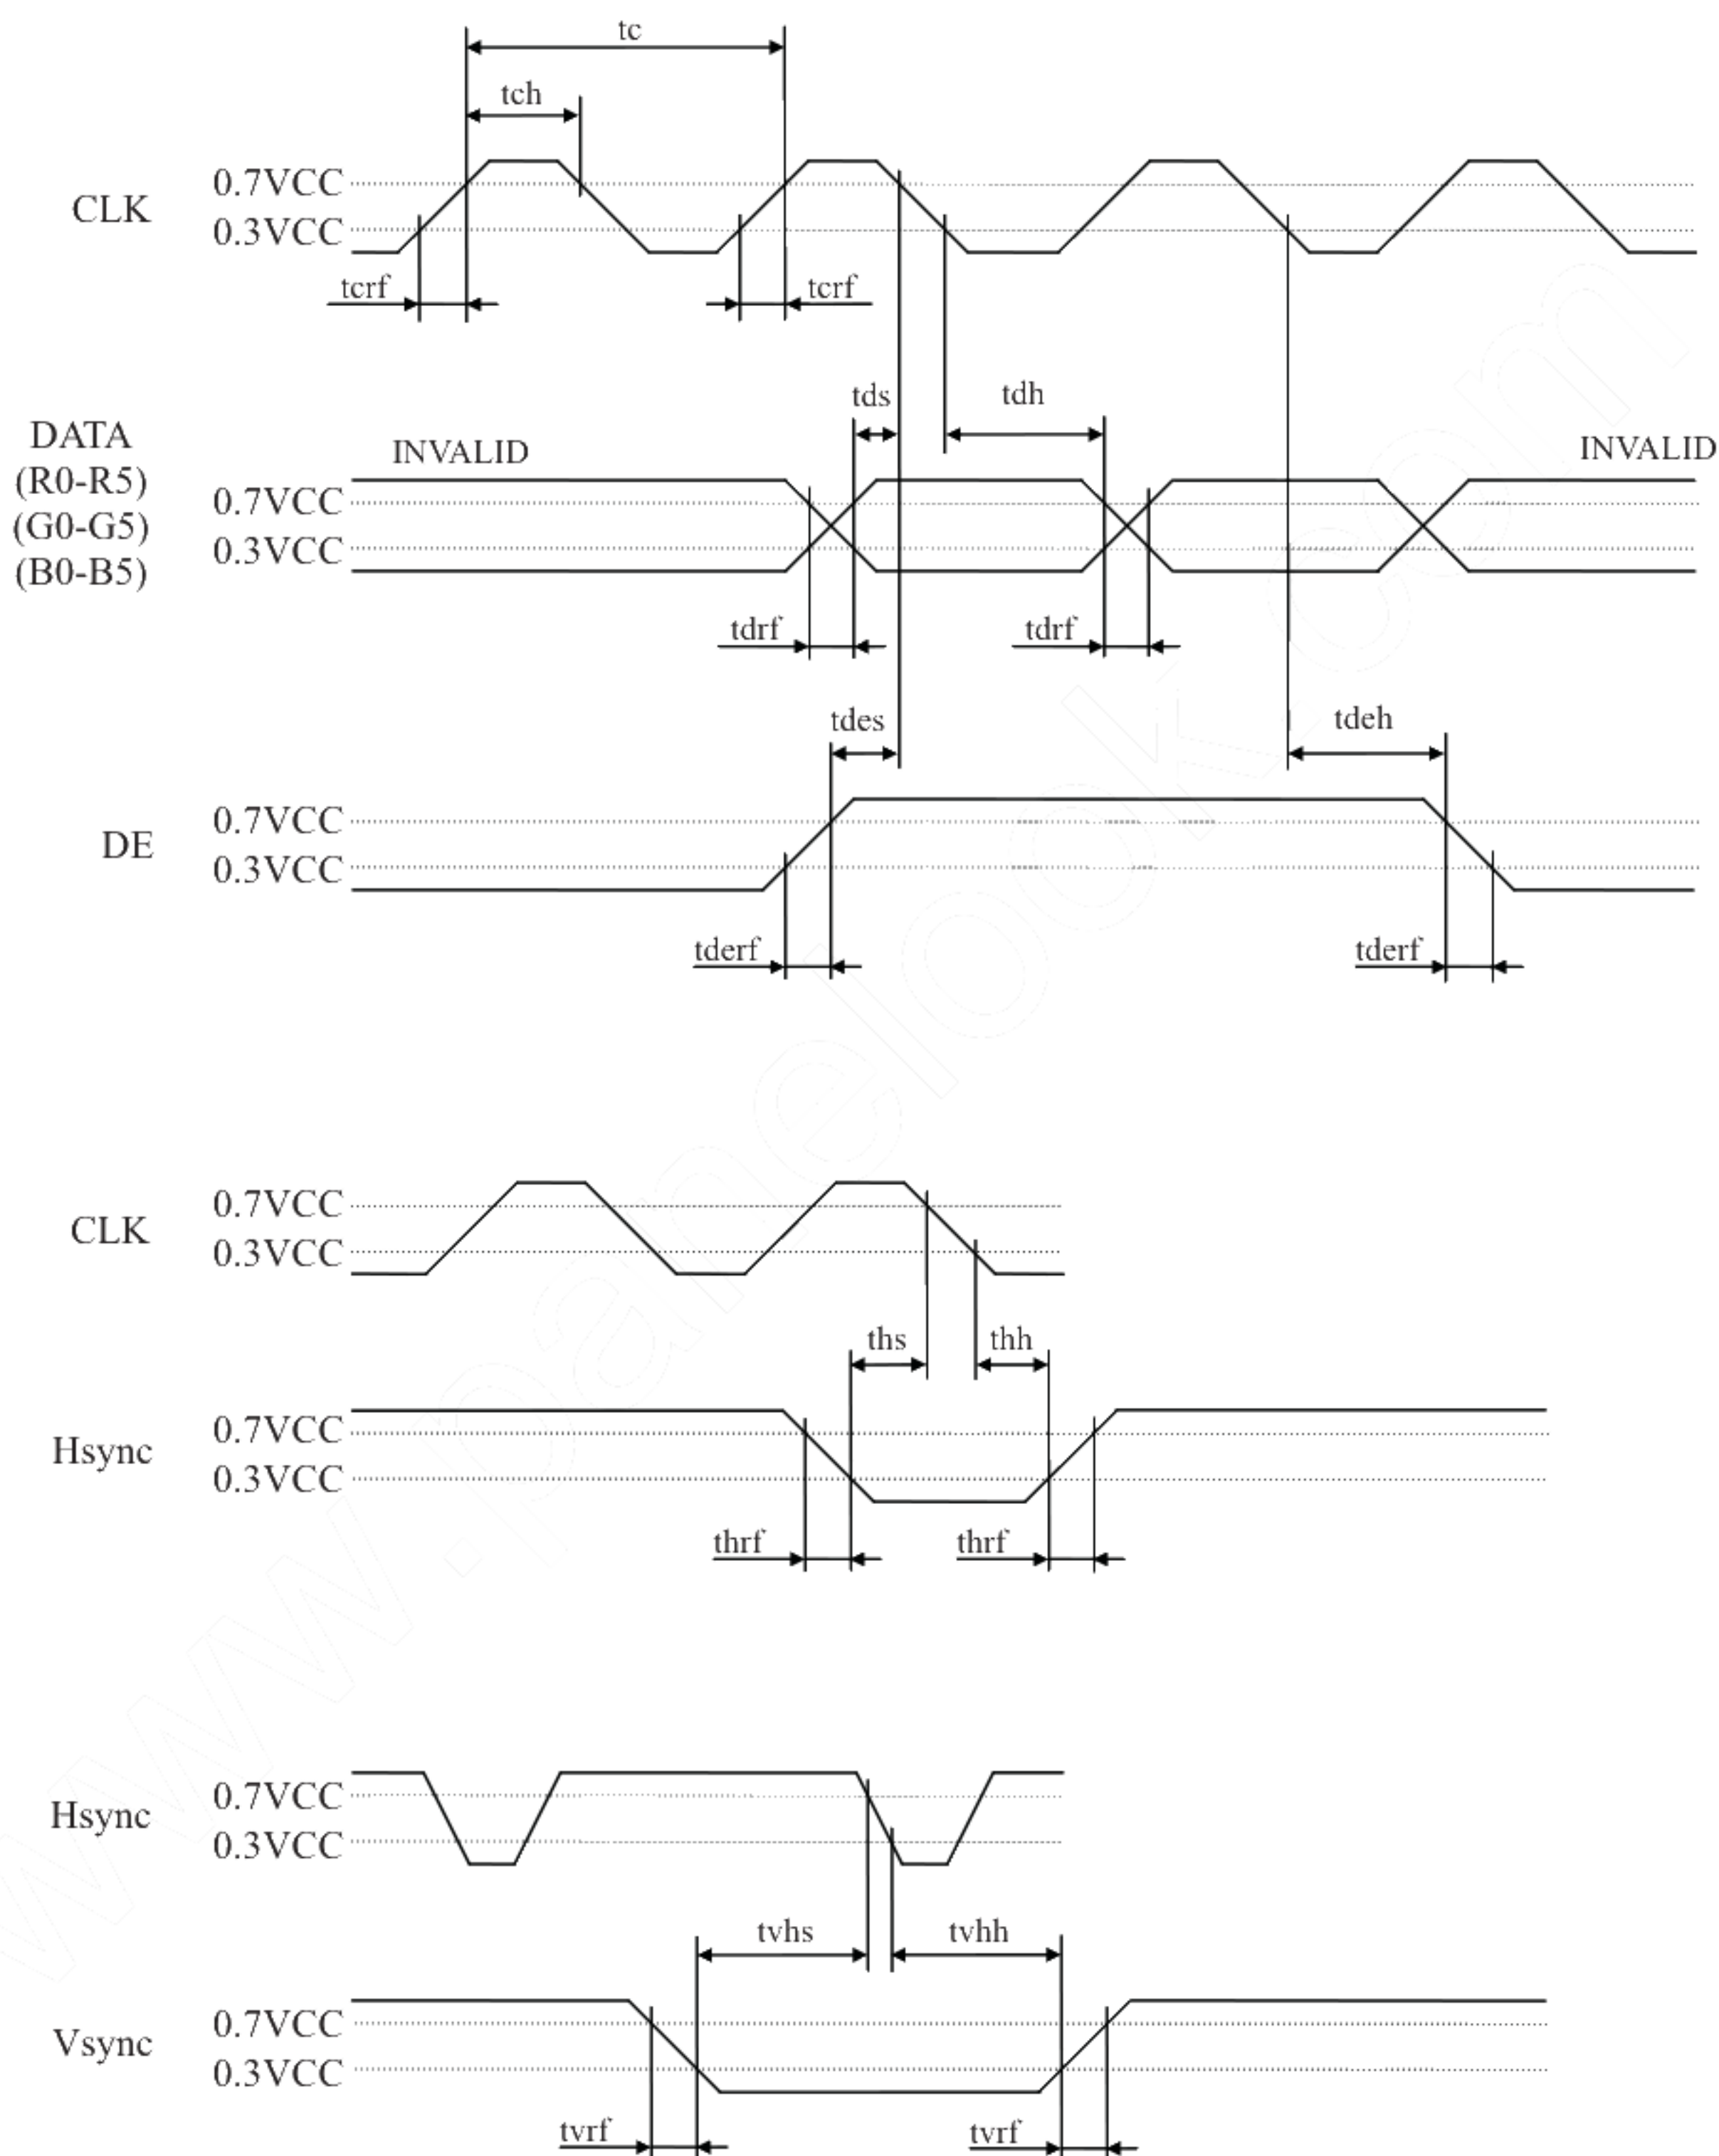 tc
tch
0.7VCC
CLK
0.3VCC
tcrf
tcrf
tds
tdh
DATA
(R0-R5)
(G0-G5)
(B0-B5)
INVALID
INVALID
0.7VCC
0.3VCC
tdrf
tdrf
tdes
tdeh
0.7VCC
DE
0.3VCC
tderf
tderf
0.7VCC
CLK
0.3VCC
ths
thh
0.7VCC
Hsync
0.3VCC
thrf
thrf
0.7VCC
Hsync
0.3VCC
tvhs
tvhh
0.7VCC
Vsync
0.3VCC
tvrf
tvrf
www.panelook.com